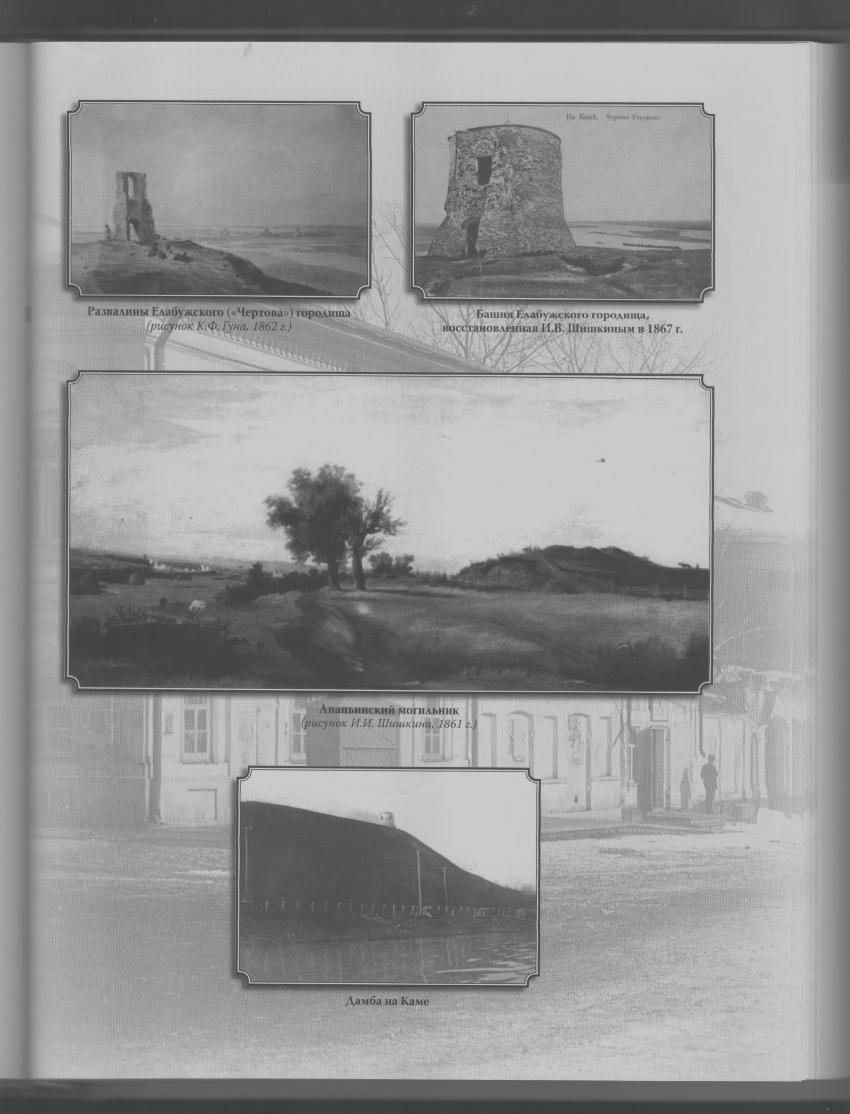 На Камѣ. Чертово Городище
Развалины Елабужского («Чертова») городища
(рисунок К.Ф. Гуна, 1862 г.)
Башня Елабужского городища,
восстановленная И.В. Шишкиным в 1867 г.
Ананьинский могильник
(рисунок И.И. Шишкина, 1861 г.)
Дамба на Каме